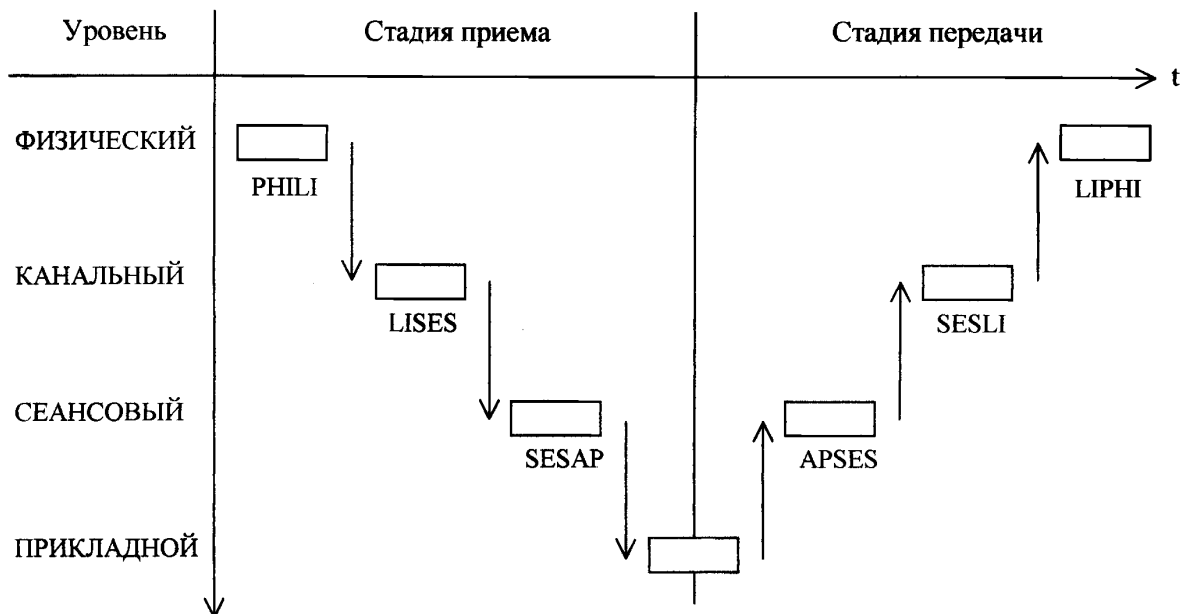 Уровень Стадия приема Стадия передачи
t
ФИЗИЧЕСКИЙ
PHILI LIPHI
КАНАЛЬНЫЙ
LISES SESLI
СЕАНСОВЫЙ
SESAP APSES
ПРИКЛАДНОЙ